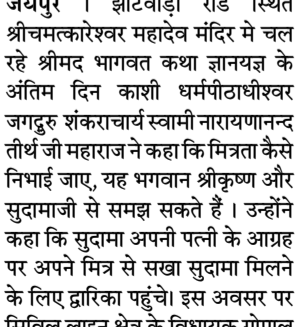 जयपुर । झोटवाड़ा रोड स्थित
श्रीचमत्कारेश्वर महादेव मंदिर मे चल
रहे श्रीमद भागवत कथा ज्ञानयज्ञ के
अंतिम दिन काशी धर्मपीठाधीश्वर
जगद्गुरु शंकराचार्य स्वामी नारायणानन्द
तीर्थ जी महाराज ने कहा कि मित्रता कैसे
निभाई जाए, यह भगवान श्रीकृष्ण और
सुदामाजी से समझ सकते हैं । उन्होंने
कहा कि सुदामा अपनी पत्नी के आग्रह
पर अपने मित्र से सखा सुदामा मिलने
के लिए द्वारिका पहुंचे। इस अवसर पर
सिविल लाइन क्षेत्र के विधायक गोपाल